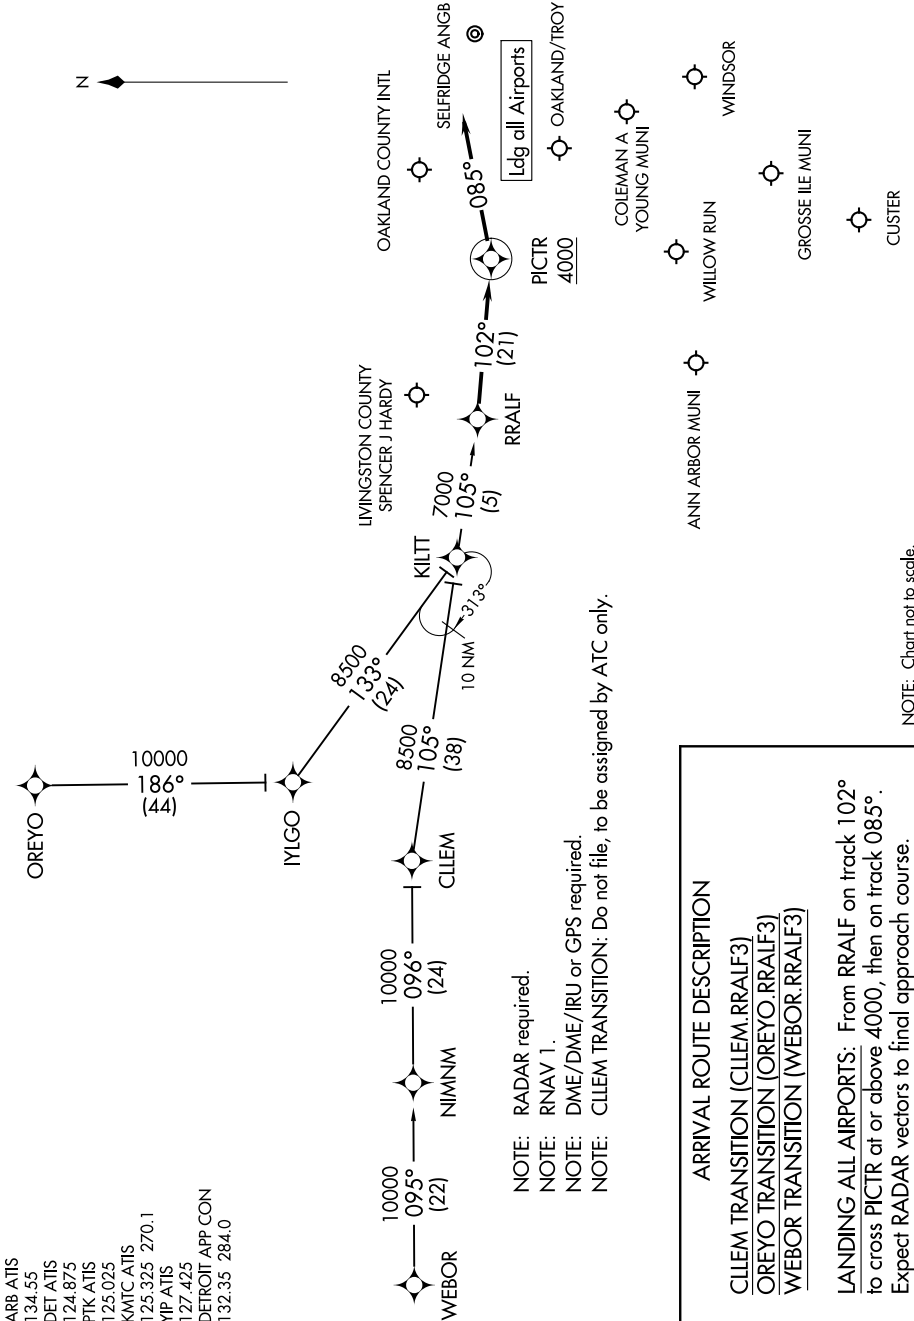 ARB ATIS
134.55
DET ATIS
124.875
PTK ATIS
125.025
KMTC ATIS
125.325 270.1
YIP ATIS
127.425
DETROIT APP CON
132.35 284.0
N
OREYO
10000
186°
(44)
IYLGO
8500
133°
(24)
WEBOR
10000
095°
(22)
NIMNM
10000
096°
(24)
CLLEM
8500
105°
(38)
10 NM
313°
KILTT
7000
105°
(5)
RRALF
102°
(21)
PICTR
4000
085°
Ldg all Airports
LIVINGSTON COUNTY
SPENCER J HARDY
OAKLAND COUNTY INTL
SELFRIDGE ANGB
OAKLAND/TROY
COLEMAN A
YOUNG MUNI
WINDSOR
WILLOW RUN
ANN ARBOR MUNI
GROSSE ILE MUNI
CUSTER
NOTE: RADAR required.
NOTE: RNAV 1.
NOTE: DME/DME/IRU or GPS required.
NOTE: CLLEM TRANSITION: Do not file, to be assigned by ATC only.
NOTE: Chart not to scale.
ARRIVAL ROUTE DESCRIPTION
CLLEM TRANSITION (CLLEM.RRALF3)
OREYO TRANSITION (OREYO.RRALF3)
WEBOR TRANSITION (WEBOR.RRALF3)
LANDING ALL AIRPORTS: From RRALF on track 102°
to cross PICTR at or above 4000, then on track 085°.
Expect RADAR vectors to final approach course.